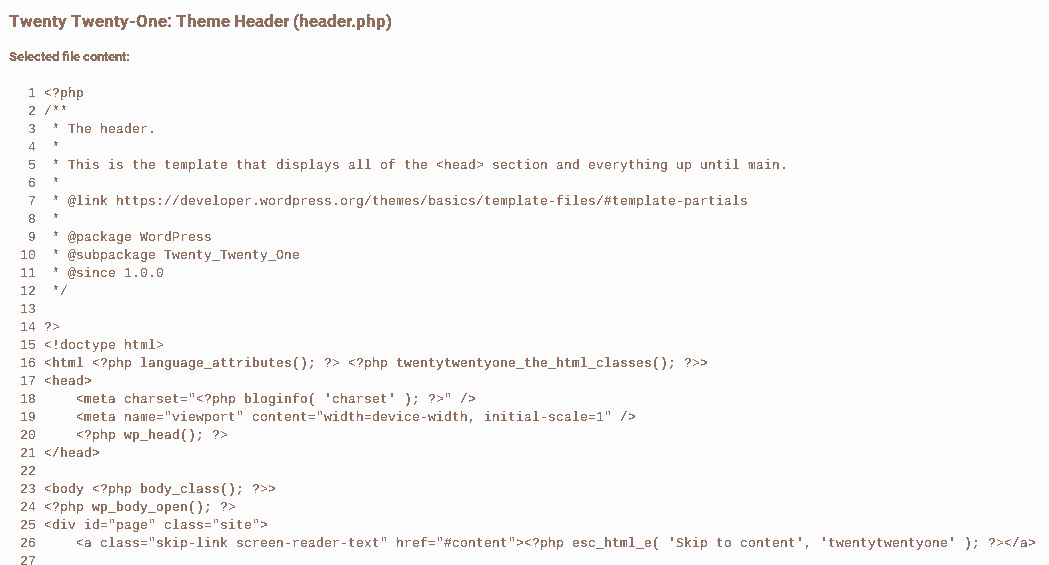 Twenty Twenty-One: Theme Header (header.php)
Selected file content:
1 <?php
2 /**
3  * The header.
4  *
5  * This is the template that displays all of the <head> section and everything up until main.
6  *
7  * @link https://developer.wordpress.org/themes/basics/template-files/#template-partials
8  *
9  * @package WordPress
10  * @subpackage Twenty_Twenty_One
11  * @since 1.0.0
12  */
13
14 ?>
15 <!doctype html>
16 <html <?php language_attributes(); ?> <?php twentytwentyone_the_html_classes(); ?>>
17 <head>
18     <meta charset="<?php bloginfo( 'charset' ); ?>" />
19     <meta name="viewport" content="width=device-width, initial-scale=1" />
20     <?php wp_head(); ?>
21 </head>
22
23 <body <?php body_class(); ?>>
24 <?php wp_body_open(); ?>
25 <div id="page" class="site">
26     <a class="skip-link screen-reader-text" href="#content"><?php esc_html_e( 'Skip to content', 'twentytwentyone' ); ?></a>
27